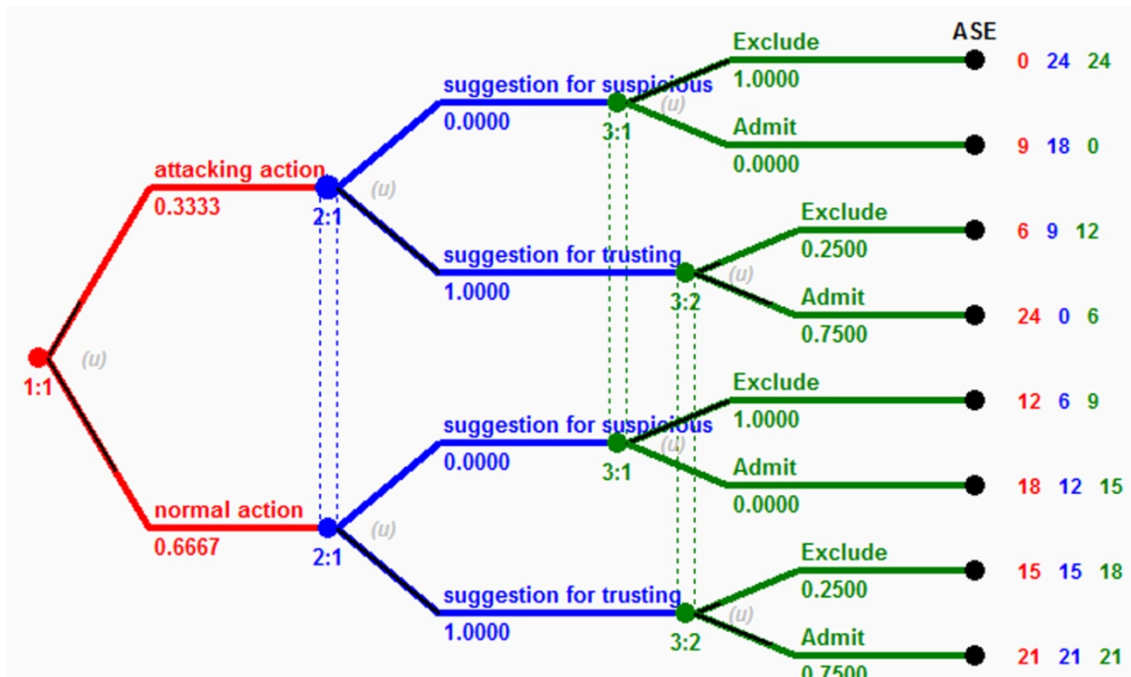 ASE
Exclude
1.0000
0 24 24
suggestion for suspicious
0.0000
(u)
3:1
Admit
0.0000
9 18 0
attacking action
0.3333
2:1
(u)
Exclude
0.2500
6 9 12
suggestion for trusting
1.0000
(u)
3:2
Admit
0.7500
24 0 6
1:1
(u)
Exclude
1.0000
12 6 9
suggestion for suspicious
0.0000
(u)
3:1
Admit
0.0000
18 12 15
normal action
0.6667
2:1
(u)
Exclude
0.2500
15 15 18
suggestion for trusting
1.0000
(u)
3:2
Admit
0.7500
21 21 21